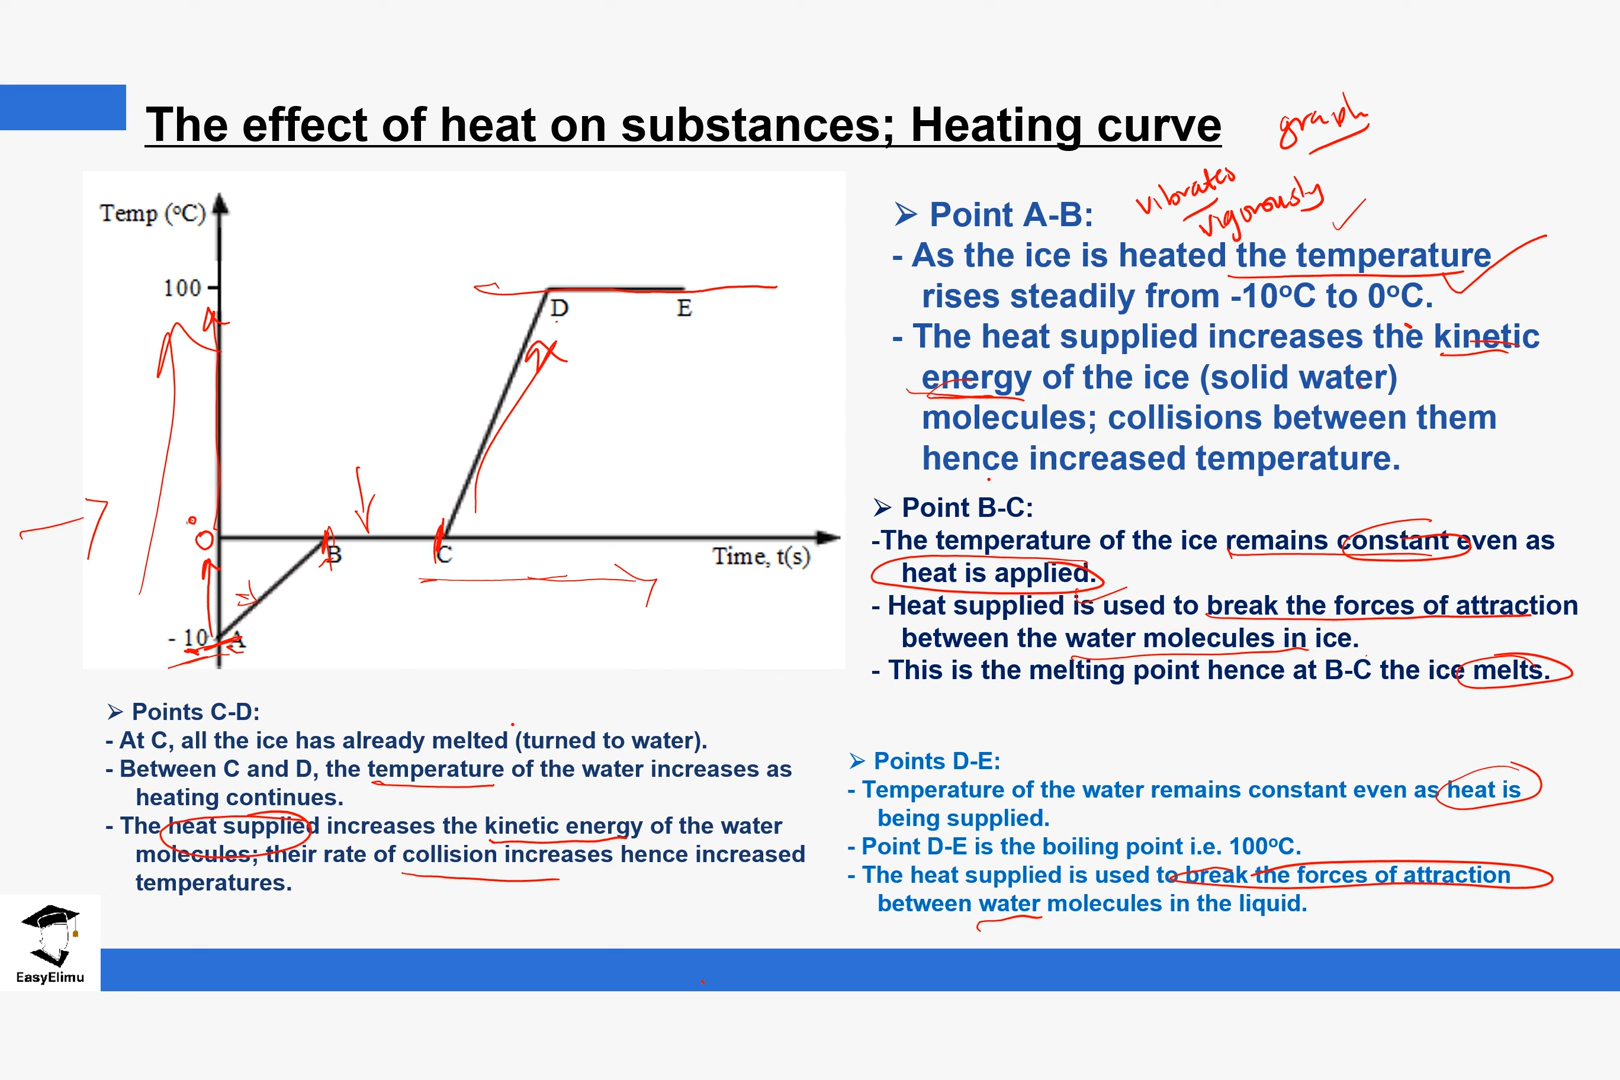 The effect of heat on substances; Heating curve
graph
Temp (°C)
100
D
E
0
B
C
Time, t(s)
- 10
A
vibrates
vigorously
➢ Point A-B:
- As the ice is heated the temperature
rises steadily from -10°C to 0°C.
- The heat supplied increases the kinetic
energy of the ice (solid water)
molecules; collisions between them
hence increased temperature.
➢ Point B-C:
-The temperature of the ice remains constant even as
heat is applied.
- Heat supplied is used to break the forces of attraction
between the water molecules in ice.
- This is the melting point hence at B-C the ice melts.
➢ Points C-D:
- At C, all the ice has already melted (turned to water).
- Between C and D, the temperature of the water increases as
heating continues.
- The heat supplied increases the kinetic energy of the water
molecules; their rate of collision increases hence increased
temperatures.
➢ Points D-E:
- Temperature of the water remains constant even as heat is
being supplied.
- Point D-E is the boiling point i.e. 100°C.
- The heat supplied is used to break the forces of attraction
between water molecules in the liquid.
EasyElimu